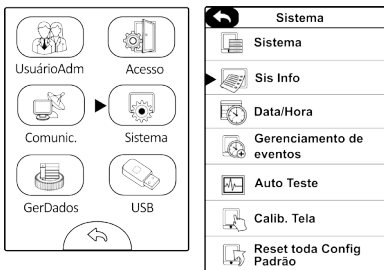 UsuárioAdm
Acesso
Comunic.
Sistema
GerDados
USB
Sistema
Sistema
Sis Info
Data/Hora
Gerenciamento de
eventos
Auto Teste
Calib. Tela
Reset toda Config
Padrão